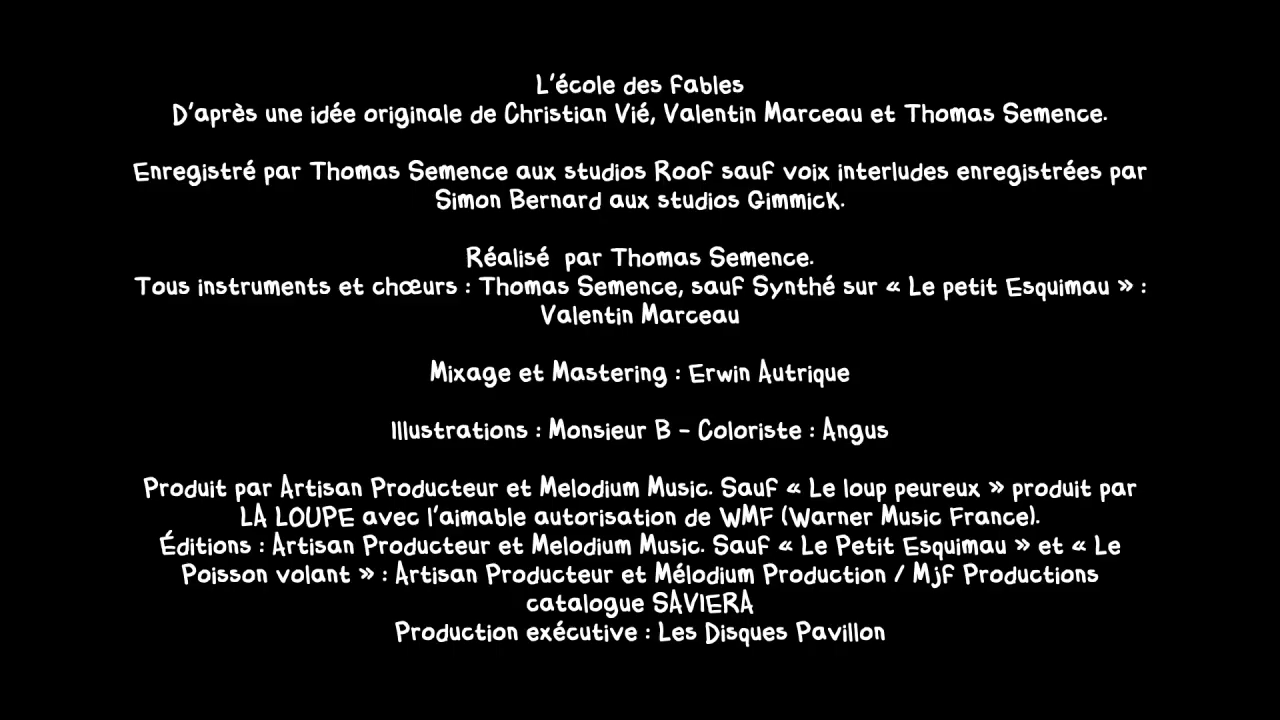 L'école des fables
D'après une idée originale de Christian Vié, Valentin Marceau et Thomas Semence.
Enregistré par Thomas Semence aux studios Roof sauf voix interludes enregistrées par
Simon Bernard aux studios Gimmick.
Réalisé  par Thomas Semence.
Tous instruments et chœurs : Thomas Semence, sauf Synthé sur « Le petit Esquimau » :
Valentin Marceau
Mixage et Mastering : Erwin Autrique
Illustrations : Monsieur B - Coloriste : Angus
Produit par Artisan Producteur et Melodium Music. Sauf « Le loup peureux » produit par
LA LOUPE avec l'aimable autorisation de WMF (Warner Music France).
Éditions : Artisan Producteur et Melodium Music. Sauf « Le Petit Esquimau » et « Le
Poisson volant » : Artisan Producteur et Mélodium Production / Mjf Productions
catalogue SAVIERA
Production exécutive : Les Disques Pavillon